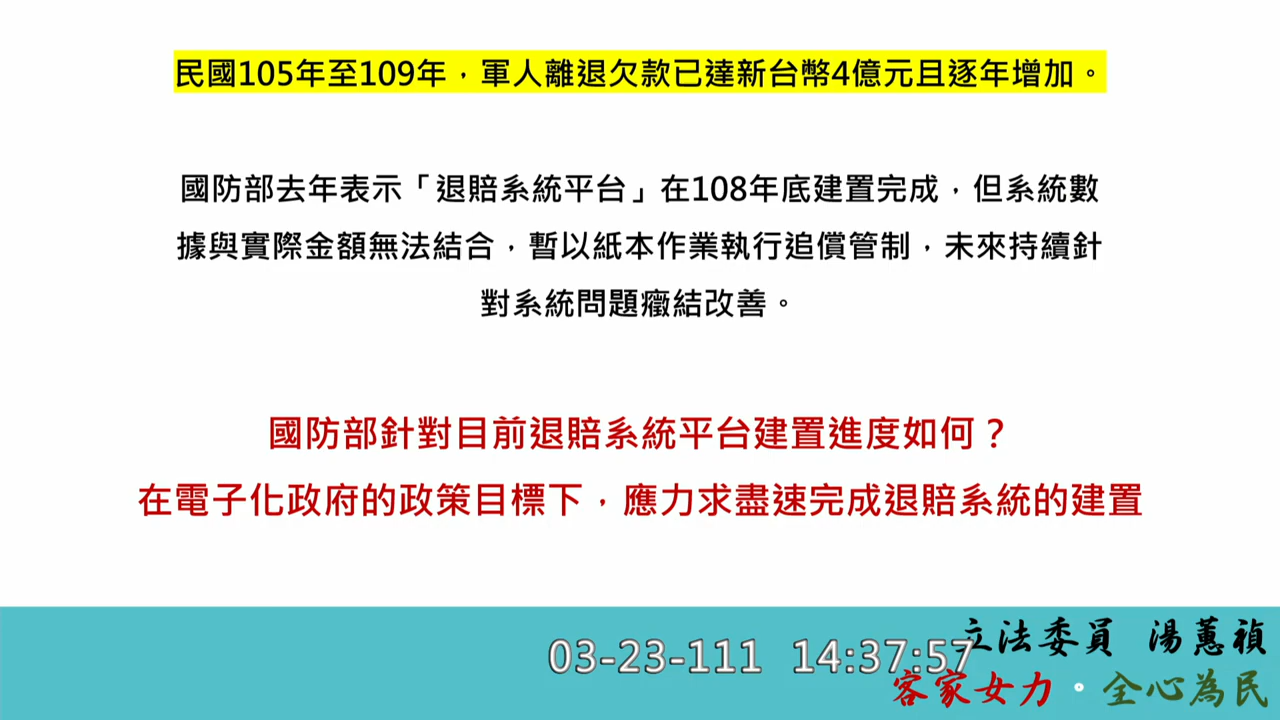 民國105年至109年，軍人離退欠款已達新台幣4億元且逐年增加。
國防部去年表示「退賠系統平台」在108年底建置完成，但系統數
據與實際金額無法結合，暫以紙本作業執行追償管制，未來持續針
對系統問題癥結改善。
國防部針對目前退賠系統平台建置進度如何？
在電子化政府的政策目標下，應力求盡速完成退賠系統的建置
立法委員 湯蕙禎
03-23-111 14:37:57
客家女力。全心為民